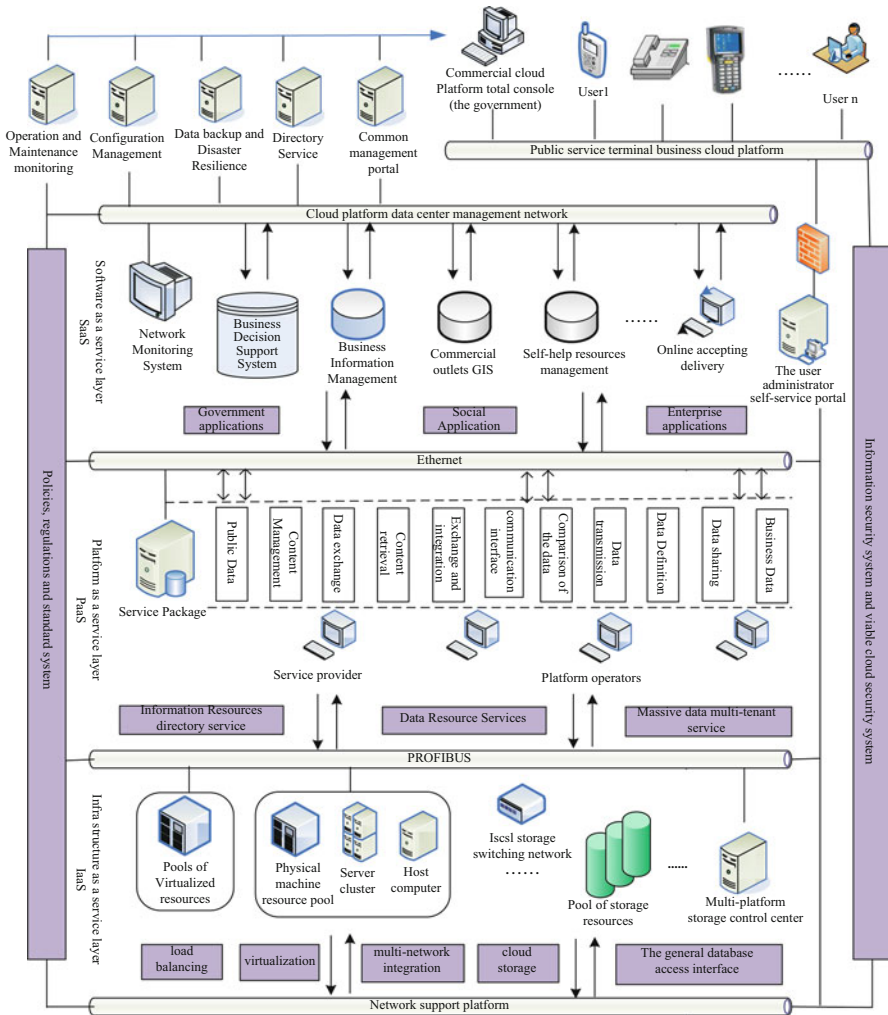 Commercial cloud
Platform total console
(the government)
User1
......
User n
Operation and
Maintenance
monitoring
Configuration
Management
Data backup and
Disaster
Resilience
Directory
Service
Common
management
portal
Public service terminal business cloud platform
Cloud platform data center management network
Software as a service layer
SaaS
Network
Monitoring
System
Business
Decision
Support
System
Business
Information
Management
Commercial
outlets GIS
Self-help resources
management
......
Online accepting
delivery
The user
administrator
self-service portal
Government
applications
Social
Application
Enterprise
applications
Ethernet
Policies, regulations and standard system
Information security system and viable cloud security system
Platform as a service layer
PaaS
Service Package
Public Data
Content
Management
Data exchange
Content
retrieval
Exchange and
integration
communication
interface
Comparison of
the data
Data
transmission
Data Definition
Data sharing
Business Data
Service provider
Platform operators
Information Resources
directory service
Data Resource Services
Massive data multi-tenant
service
PROFIBUS
Infra structure as a service layer
IaaS
Pools of
Virtualized
resources
Physical
machine
resource pool
Server
cluster
Host
computer
Iscsl storage
switching network
......
Pool of storage
resources
......
Multi-platform
storage control center
load
balancing
virtualization
multi-network
integration
cloud
storage
The general database
access interface
Network support platform